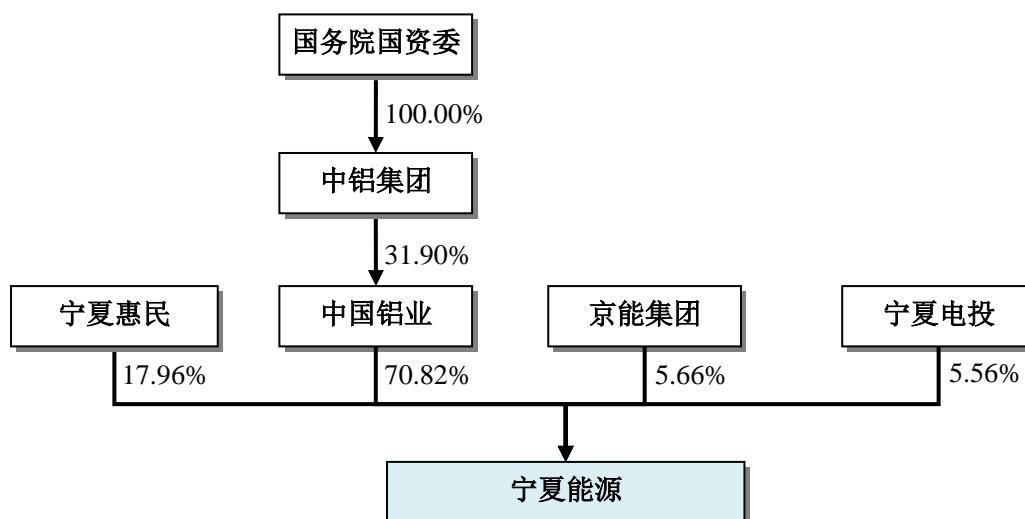 国务院国资委
100.00%
中铝集团
31.90%
宁夏惠民
中国铝业
京能集团
宁夏电投
17.96%
70.82%
5.66%
5.56%
宁夏能源